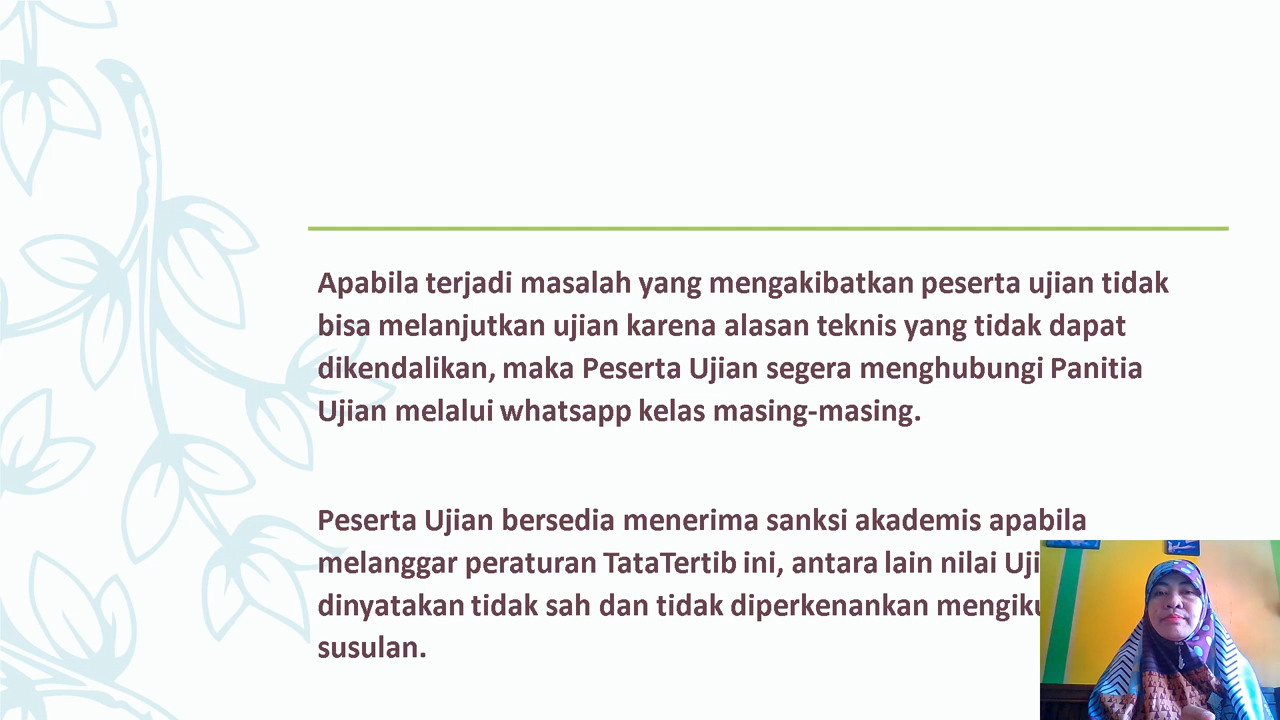 Apabila terjadi masalah yang mengakibatkan peserta ujian tidak
bisa melanjutkan ujian karena alasan teknis yang tidak dapat
dikendalikan, maka Peserta Ujian segera menghubungi Panitia
Ujian melalui whatsapp kelas masing-masing.
Peserta Ujian bersedia menerima sanksi akademis apabila
melanggar peraturan TataTertib ini, antara lain nilai
dinyatakan tidak sah dan tidak diperkenankan
susulan.